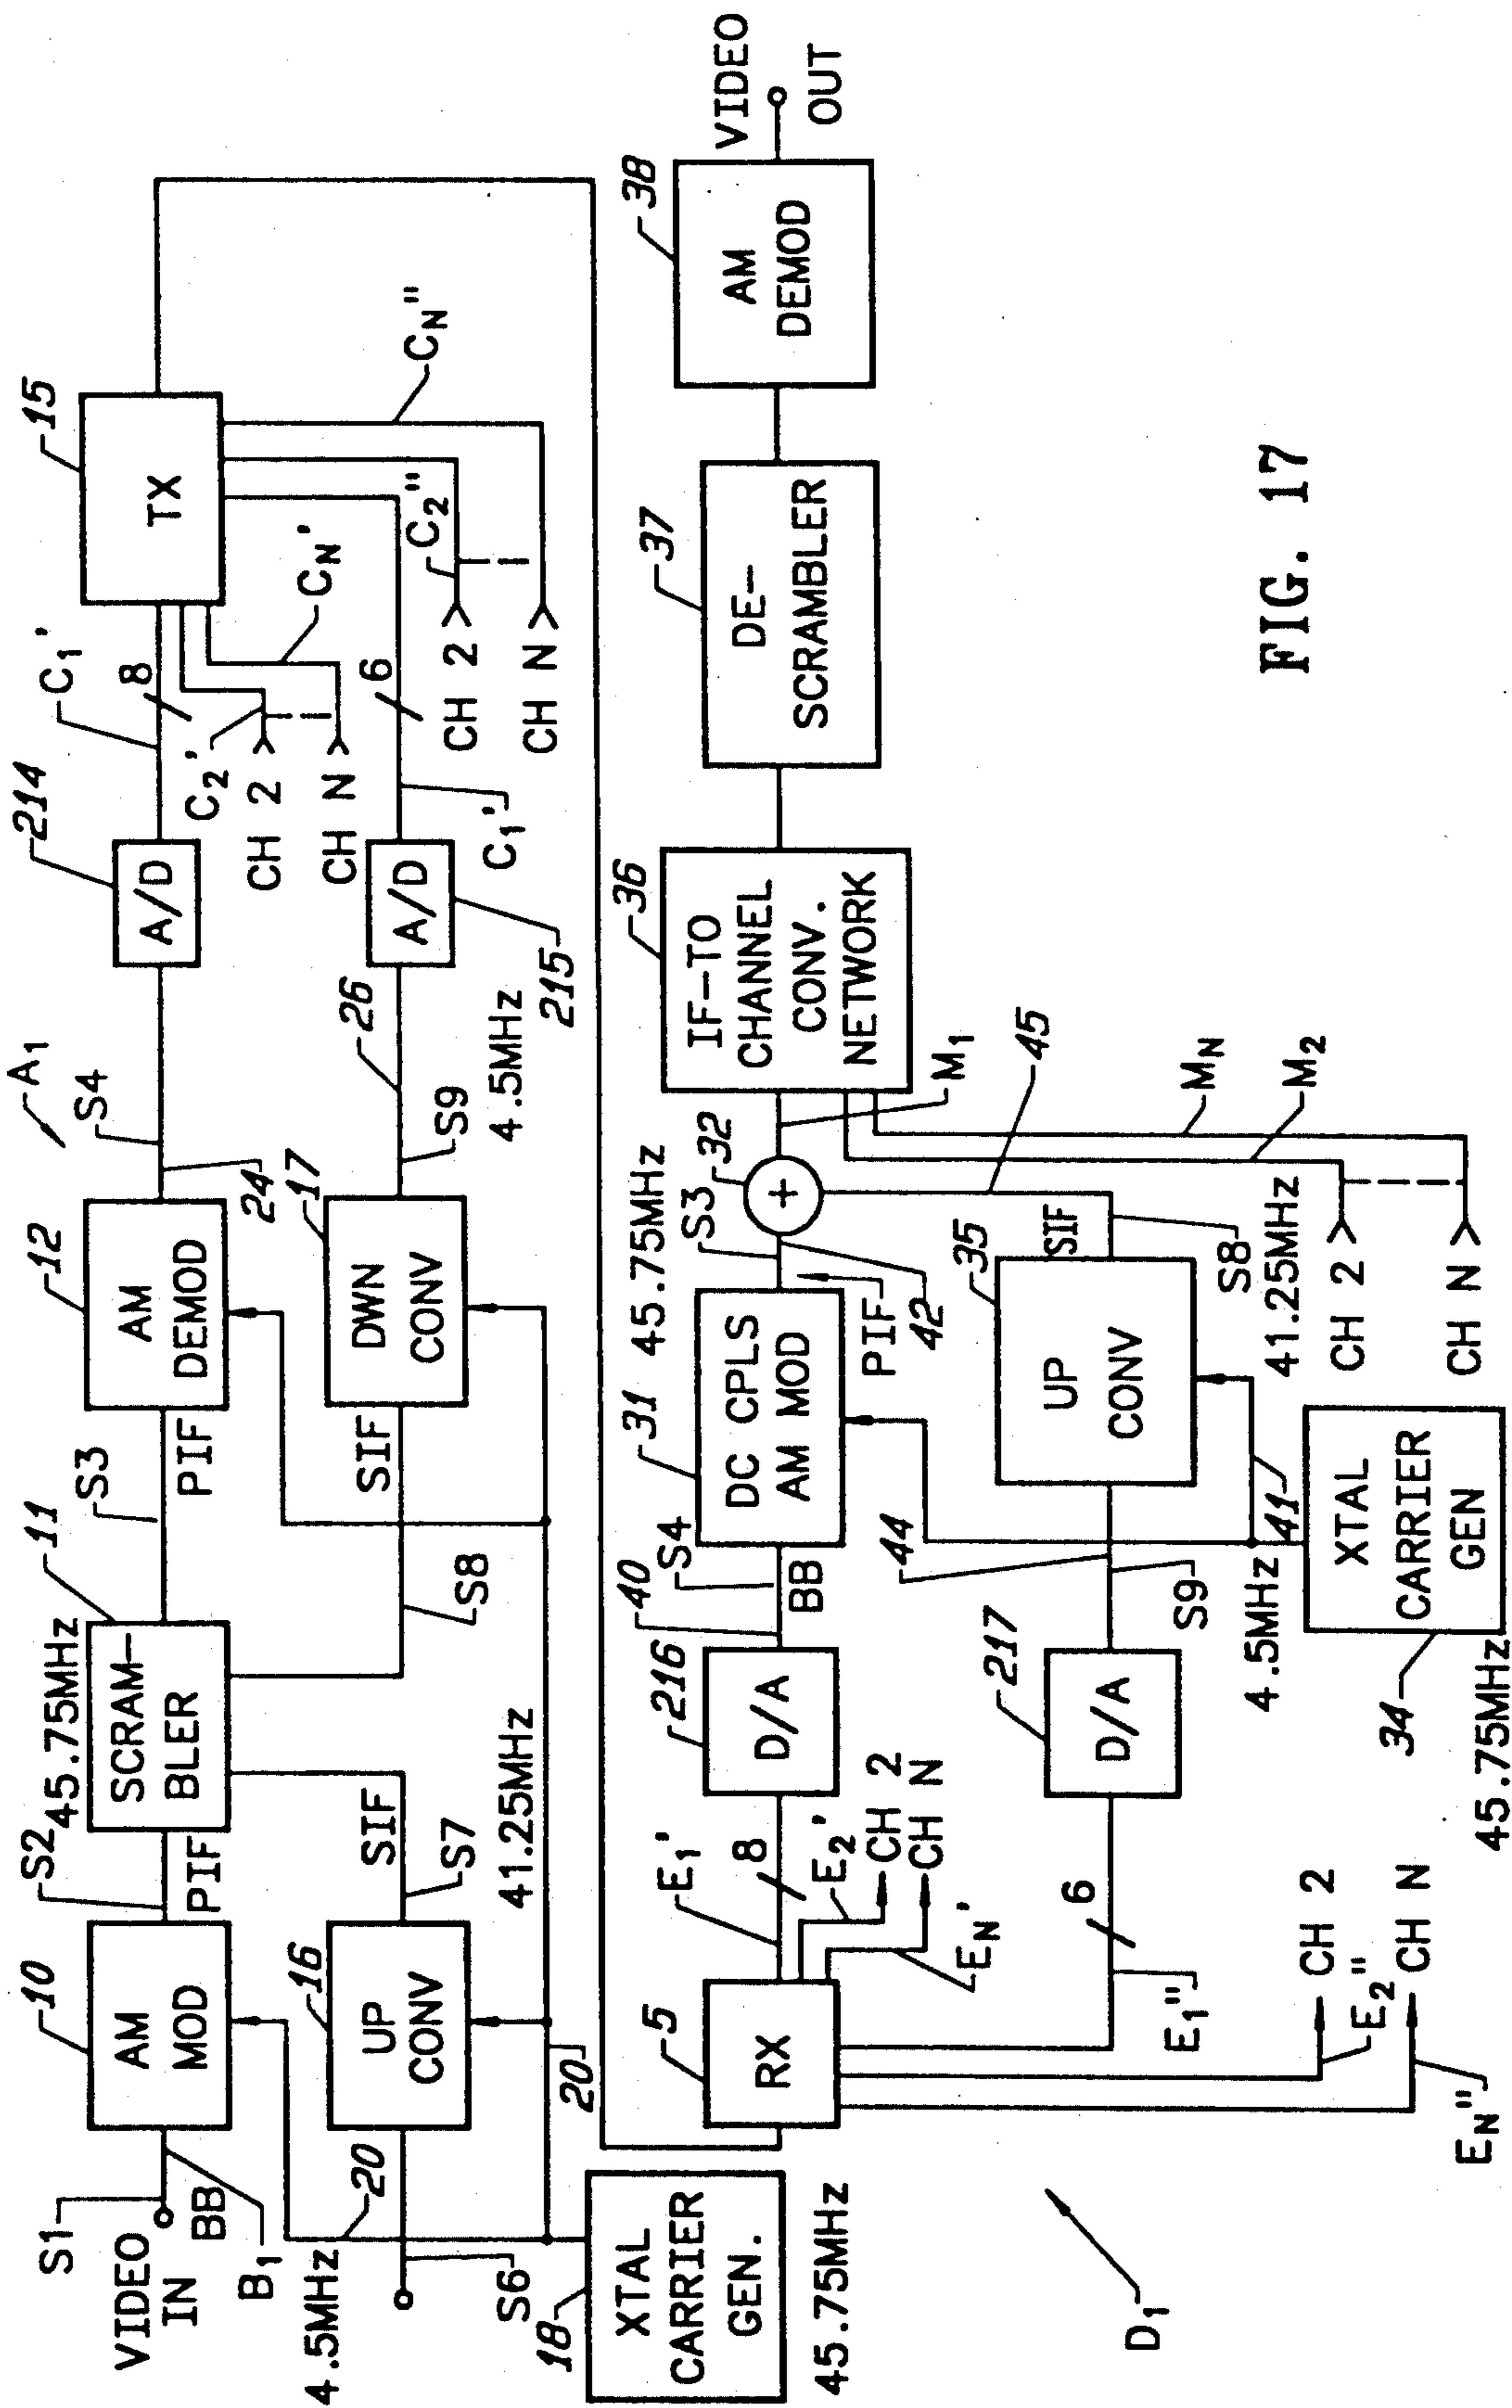 A1
S1
VIDEO
IN
BB
B1
10
AM
MOD
S2
PIF
45.75MHz
11
SCRAM-
BLER
S3
PIF
12
AM
DEMOD
S4
24
214
A/D
C1'
8
C2'
CH 2
CH N
CN'
15
TX
4.5MHz
20
S6
16
UP
CONV
SIF
S7
41.25MHz
20
S8
SIF
17
DWN
CONV
26
S9
4.5MHz
A/D
215
C1'
6
C2"
CH 2
CH N
CN"
18
XTAL
CARRIER
GEN.
45.75MHz
5
RX
E1'
8
E2'
CH 2
CH N
EN'
216
D/A
40
S4
BB
31
DC CPLS
AM MOD
45.75MHz
S3
PIF
42
32
+
M1
36
IF-TO
CHANNEL
CONV.
NETWORK
37
DE-
SCRAMBLER
38
AM
DEMOD
VIDEO
OUT
6
E1"
217
D/A
44
S9
4.5MHz
35
UP
CONV
SIF
S8
41.25MHz
45
MN
M2
CH 2
CH N
41
CH 2
E2"
CH N
EN"
34
XTAL
CARRIER
GEN
45.75MHz
D1
FIG. 17